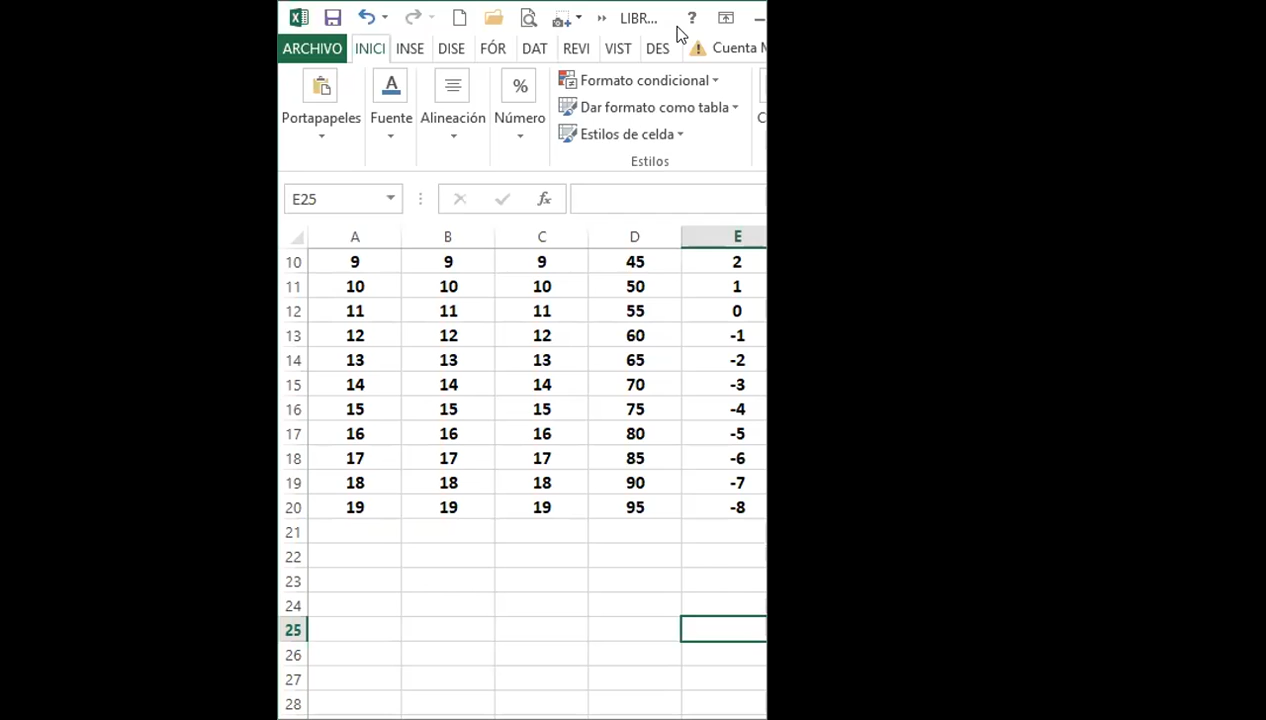 LIBR... ?
ARCHIVO INICI INSE DISE FÓR DAT REVI VIST DES Cuenta M
A % Formato condicional
Dar formato como tabla
Portapapeles Fuente Alineación Número C
Estilos de celda
Estilos
E25 fx
A B C D E
10 9 9 9 45 2
11 10 10 10 50 1
12 11 11 11 55 0
13 12 12 12 60 -1
14 13 13 13 65 -2
15 14 14 14 70 -3
16 15 15 15 75 -4
17 16 16 16 80 -5
18 17 17 17 85 -6
19 18 18 18 90 -7
20 19 19 19 95 -8
21
22
23
24
25
26
27
28